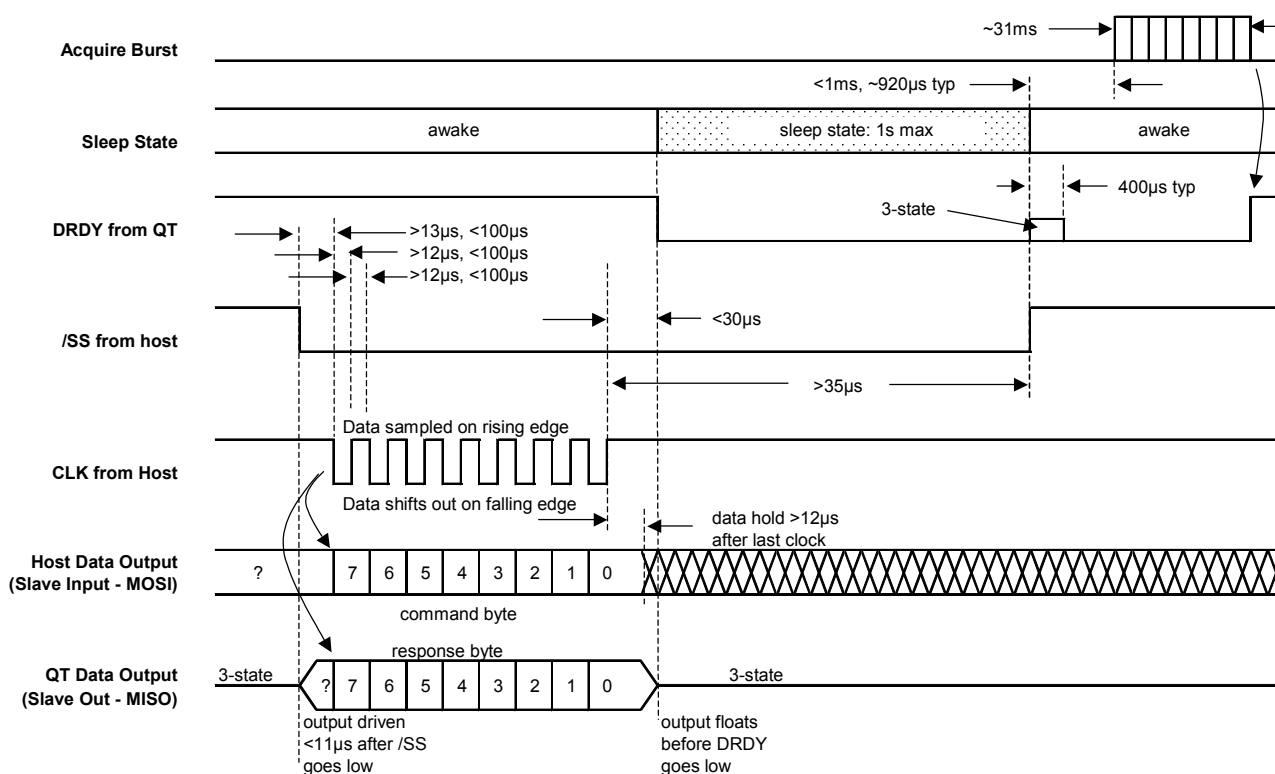 ~31ms
Acquire Burst
<1ms, ~920µs typ
Sleep State
awake
sleep state: 1s max
awake
400µs typ
3-state
DRDY from QT
>13µs, <100µs
>12µs, <100µs
>12µs, <100µs
<30µs
/SS from host
>35µs
Data sampled on rising edge
CLK from Host
Data shifts out on falling edge
data hold >12µs
after last clock
Host Data Output
(Slave Input - MOSI)
? 7 6 5 4 3 2 1 0
command byte
response byte
QT Data Output
(Slave Out - MISO)
3-state
? 7 6 5 4 3 2 1 0
3-state
output driven
<11µs after /SS
goes low
output floats
before DRDY
goes low